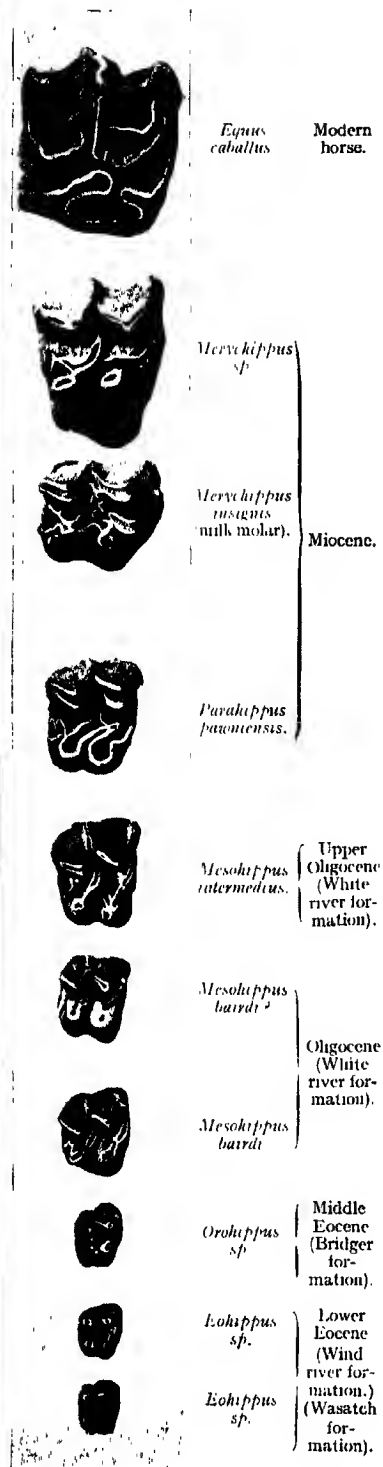 Equus
caballus
Modern
horse.
Merychippus
sp
Merychippus
insignis
(milk molar).
Miocene.
Parahippus
pawniensis.
Mesohippus
intermedius.
Upper
Oligocene
(White
river for-
mation).
Mesohippus
bairdi
Oligocene
(White
river for-
mation).
Mesohippus
bairdi
Orohippus
sp
Middle
Eocene
(Bridger
for-
mation).
Eohippus
sp.
Lower
Eocene
(Wind
river for-
mation.)
Eohippus
sp.
(Wasatch
for-
mation).